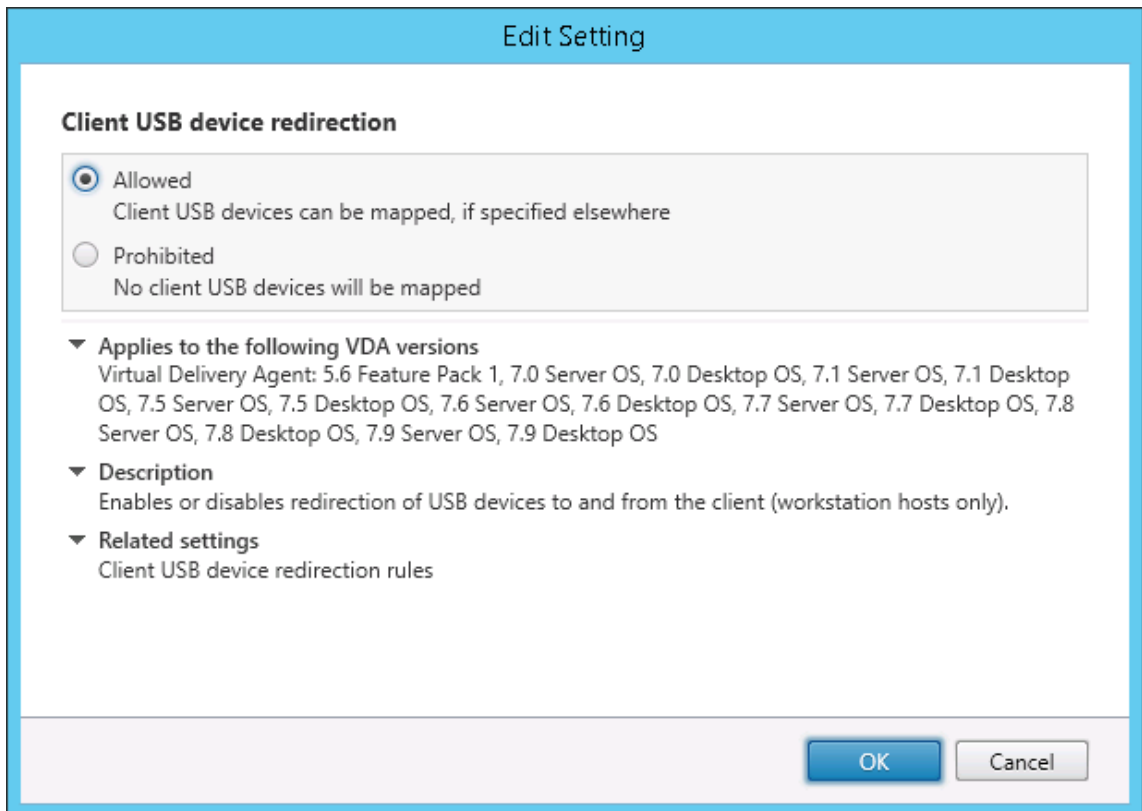 Edit Setting
Client USB device redirection
Allowed
Client USB devices can be mapped, if specified elsewhere
Prohibited
No client USB devices will be mapped
Applies to the following VDA versions
Virtual Delivery Agent: 5.6 Feature Pack 1, 7.0 Server OS, 7.0 Desktop OS, 7.1 Server OS, 7.1 Desktop
OS, 7.5 Server OS, 7.5 Desktop OS, 7.6 Server OS, 7.6 Desktop OS, 7.7 Server OS, 7.7 Desktop OS, 7.8
Server OS, 7.8 Desktop OS, 7.9 Server OS, 7.9 Desktop OS
Description
Enables or disables redirection of USB devices to and from the client (workstation hosts only).
Related settings
Client USB device redirection rules
OK Cancel